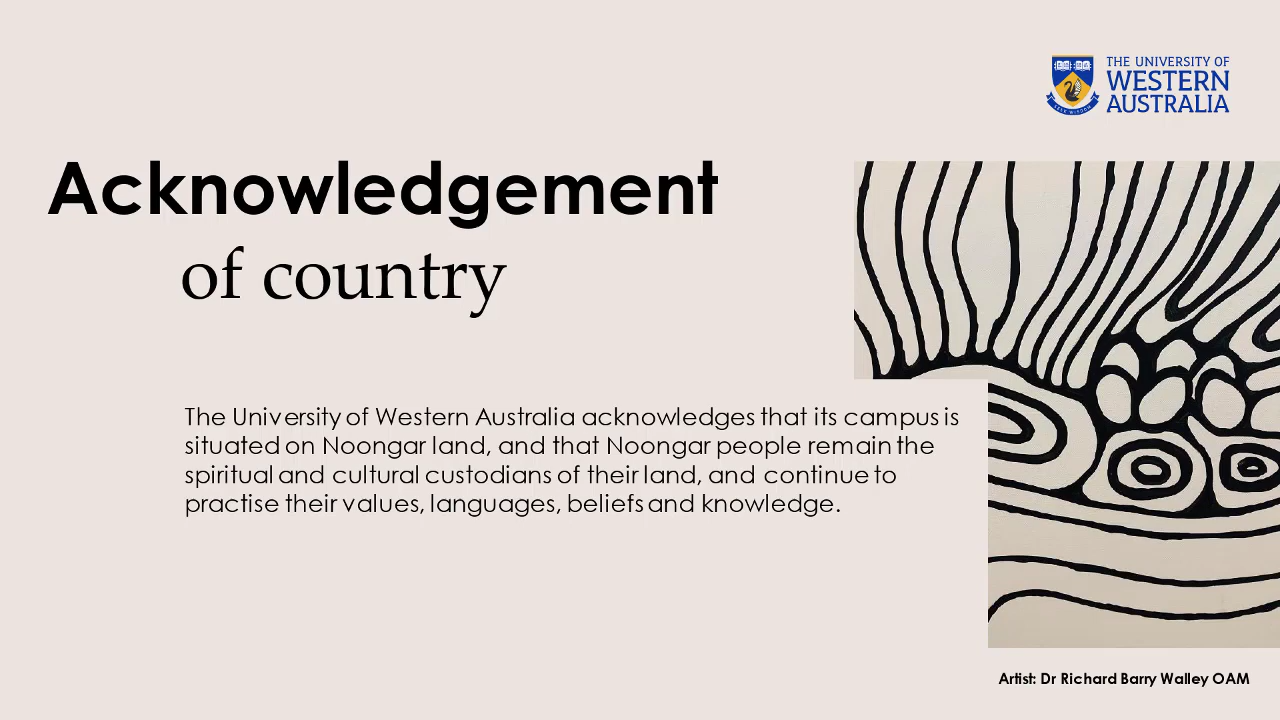 THE UNIVERSITY OF
WESTERN
AUSTRALIA
SEEK WISDOM
Acknowledgement
of country
The University of Western Australia acknowledges that its campus is
situated on Noongar land, and that Noongar people remain the
spiritual and cultural custodians of their land, and continue to
practise their values, languages, beliefs and knowledge.
Artist: Dr Richard Barry Walley OAM